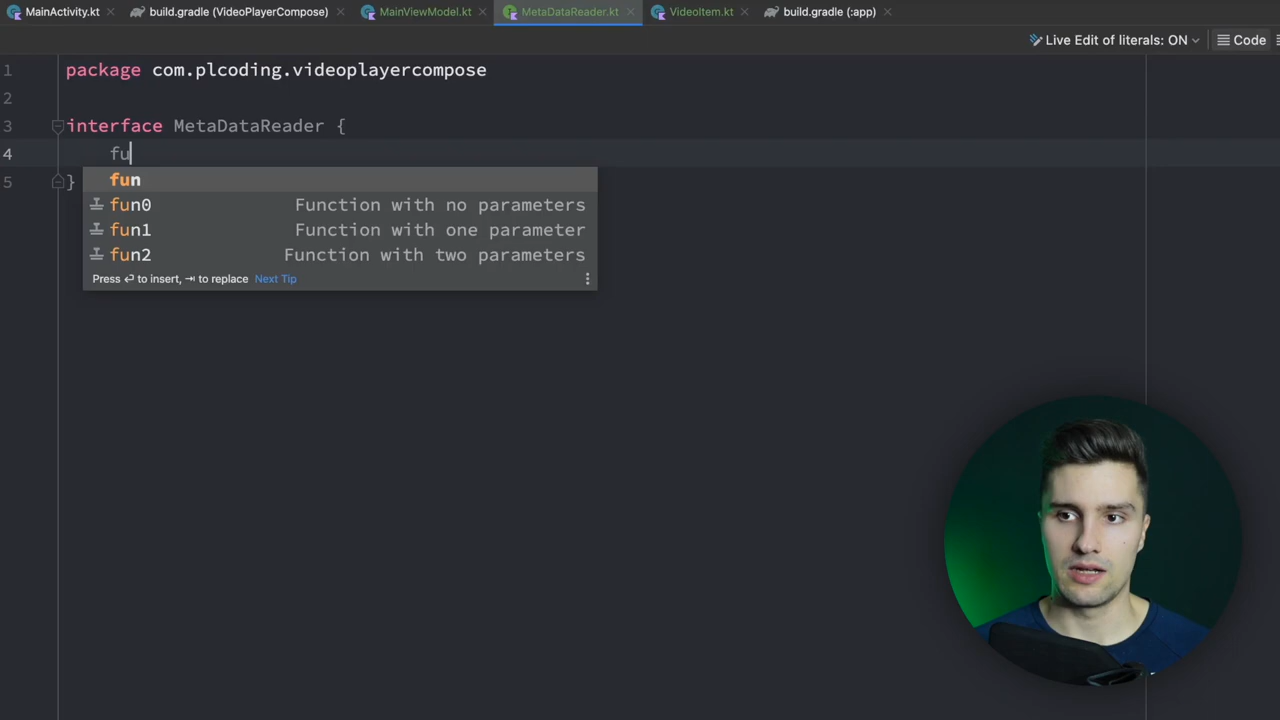 MainActivity.kt
build.gradle (VideoPlayerCompose)
MainViewModel.kt
MetaDataReader.kt
VideoItem.kt
build.gradle (:app)
Live Edit of literals: ON
Code
1 package com.plcoding.videoplayercompose
2
3 interface MetaDataReader {
4 fu
fun
fun0 Function with no parameters
fun1 Function with one parameter
fun2 Function with two parameters
Press ⏎ to insert, ⇥ to replace Next Tip
5 }